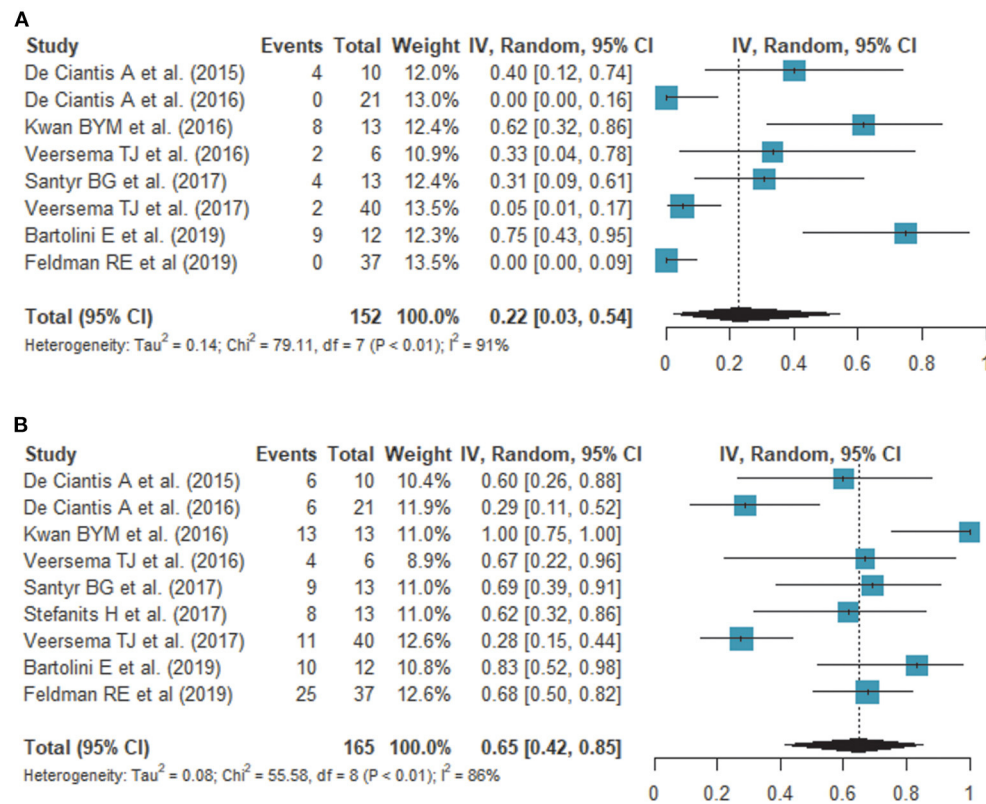 A
Study Events Total Weight IV, Random, 95% CI IV, Random, 95% CI
De Ciantis A et al. (2015) 4 10 12.0% 0.40 [0.12, 0.74]
De Ciantis A et al. (2016) 0 21 13.0% 0.00 [0.00, 0.16]
Kwan BYM et al. (2016) 8 13 12.4% 0.62 [0.32, 0.86]
Veersema TJ et al. (2016) 2 6 10.9% 0.33 [0.04, 0.78]
Santyr BG et al. (2017) 4 13 12.4% 0.31 [0.09, 0.61]
Veersema TJ et al. (2017) 2 40 13.5% 0.05 [0.01, 0.17]
Bartolini E et al. (2019) 9 12 12.3% 0.75 [0.43, 0.95]
Feldman RE et al (2019) 0 37 13.5% 0.00 [0.00, 0.09]
Total (95% CI) 152 100.0% 0.22 [0.03, 0.54]
Heterogeneity: Tau² = 0.14; Chi² = 79.11, df = 7 (P < 0.01); I² = 91%
0 0.2 0.4 0.6 0.8 1
B
Study Events Total Weight IV, Random, 95% CI IV, Random, 95% CI
De Ciantis A et al. (2015) 6 10 10.4% 0.60 [0.26, 0.88]
De Ciantis A et al. (2016) 6 21 11.9% 0.29 [0.11, 0.52]
Kwan BYM et al. (2016) 13 13 11.0% 1.00 [0.75, 1.00]
Veersema TJ et al. (2016) 4 6 8.9% 0.67 [0.22, 0.96]
Santyr BG et al. (2017) 9 13 11.0% 0.69 [0.39, 0.91]
Stefanits H et al. (2017) 8 13 11.0% 0.62 [0.32, 0.86]
Veersema TJ et al. (2017) 11 40 12.6% 0.28 [0.15, 0.44]
Bartolini E et al. (2019) 10 12 10.8% 0.83 [0.52, 0.98]
Feldman RE et al (2019) 25 37 12.6% 0.68 [0.50, 0.82]
Total (95% CI) 165 100.0% 0.65 [0.42, 0.85]
Heterogeneity: Tau² = 0.08; Chi² = 55.58, df = 8 (P < 0.01); I² = 86%
0 0.2 0.4 0.6 0.8 1